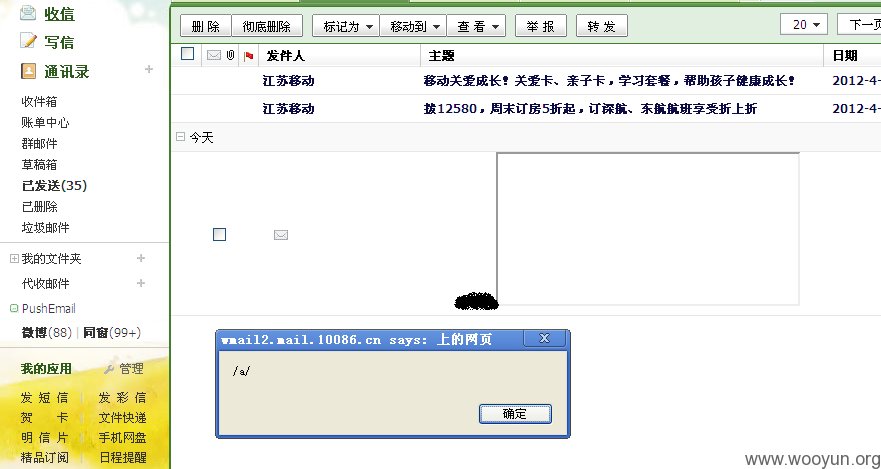 收信
写信
通讯录
收件箱
账单中心
群邮件
草稿箱
已发送(35)
已删除
垃圾邮件
我的文件夹
代收邮件
PushEmail
微博(88) | 同窗(99+)
我的应用 管理
发 短 信 发 彩 信
贺 卡 文件快递
明 信 片 手机网盘
精品订阅 日程提醒
删 除 彻底删除 标记为 移动到 查 看 举 报 转 发 20 下一页
发件人 主题 日期
江苏移动 移动关爱成长！关爱卡、亲子卡，学习套餐，帮助孩子健康成长！ 2012-4-
江苏移动 拨12580，周末订房5折起，订深航、东航航班享受折上折 2012-4-
今天
wmail2.mail.10086.cn says: 上的网页
/a/
确定
www.wooyun.org